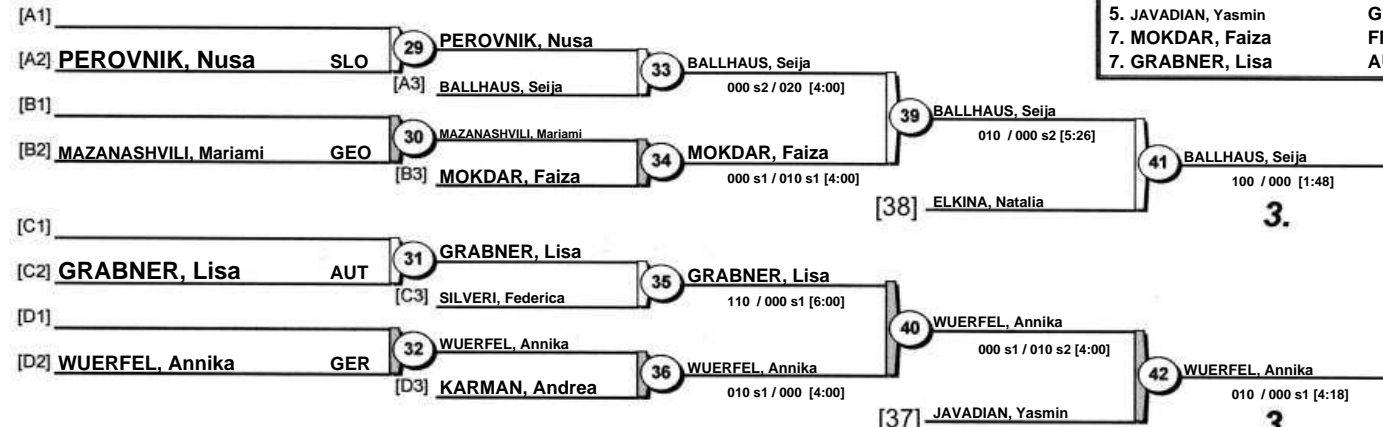 5. JAVADIAN, Yasmin
7. MOKDAR, Faiza
7. GRABNER, Lisa
[A1]
[A2] PEROVNIK, Nusa SLO
29 PEROVNIK, Nusa
[A3] BALLHAUS, Seija
33 BALLHAUS, Seija
000 s2 / 020 [4:00]
[B1]
[B2] MAZANASHVILI, Mariami GEO
30 MAZANASHVILI, Mariami
[B3] MOKDAR, Faiza
34 MOKDAR, Faiza
000 s1 / 010 s1 [4:00]
39 BALLHAUS, Seija
010 / 000 s2 [5:26]
[38] ELKINA, Natalia
41 BALLHAUS, Seija
100 / 000 [1:48]
3.
[C1]
[C2] GRABNER, Lisa AUT
31 GRABNER, Lisa
[C3] SILVERI, Federica
35 GRABNER, Lisa
110 / 000 s1 [6:00]
[D1]
[D2] WUERFEL, Annika GER
32 WUERFEL, Annika
[D3] KARMAN, Andrea
36 WUERFEL, Annika
010 s1 / 000 [4:00]
40 WUERFEL, Annika
000 s1 / 010 s2 [4:00]
[37] JAVADIAN, Yasmin
42 WUERFEL, Annika
010 / 000 s1 [4:18]
3.